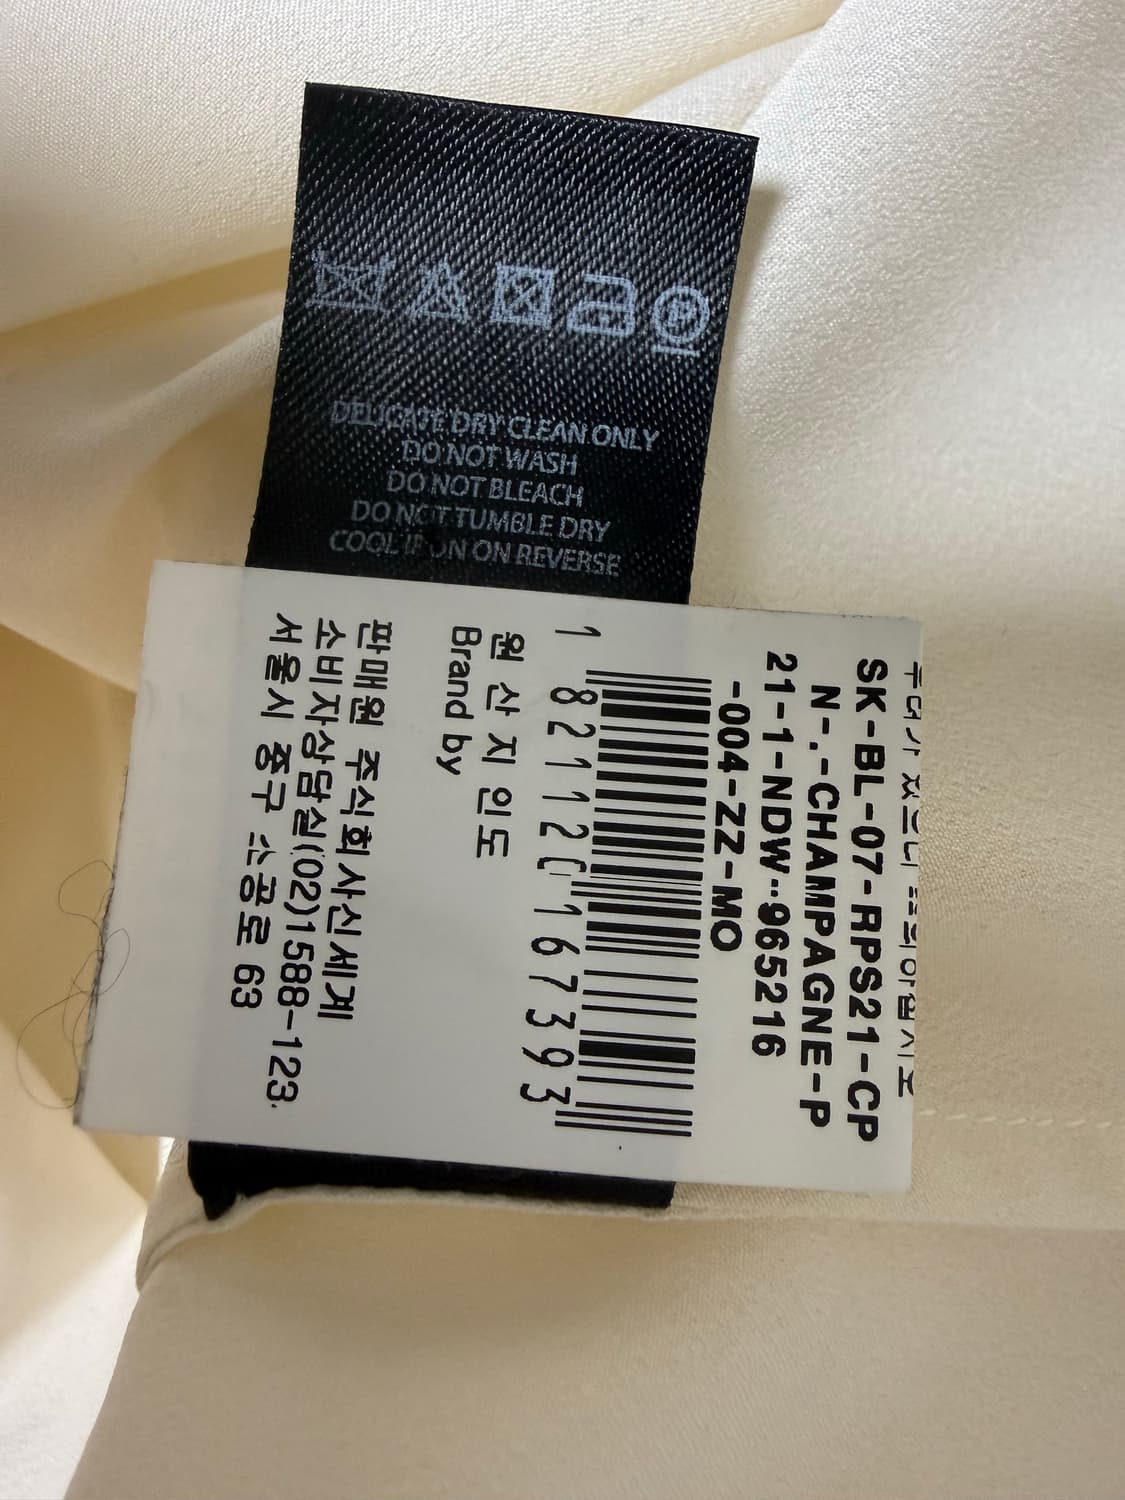 DELICATE DRY CLEAN ONLY
DO NOT WASH
DO NOT BLEACH
DO NOT TUMBLE DRY
COOL IRON ON REVERSE
SK-BL-07-RPS21-CP
N-.-CHAMPAGNE-P
21-1-NDW--965216
-004-ZZ-MO
1 821120 167393
원 산 지 인도
Brand by
판매원 주식회사신세계
소비자상담실(02)1588-123
서울시 중구 소공로 63
P